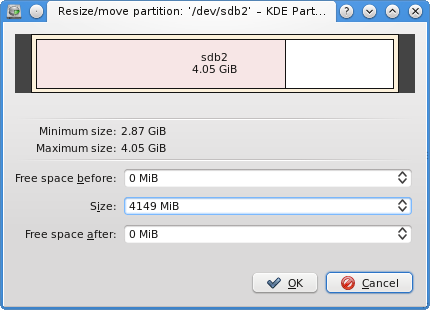 Resize/move partition: '/dev/sdb2' – KDE Part...
sdb2
4.05 GiB
Minimum size: 2.87 GiB
Maximum size: 4.05 GiB
Free space before: 0 MiB
Size: 4149 MiB
Free space after: 0 MiB
OK
Cancel